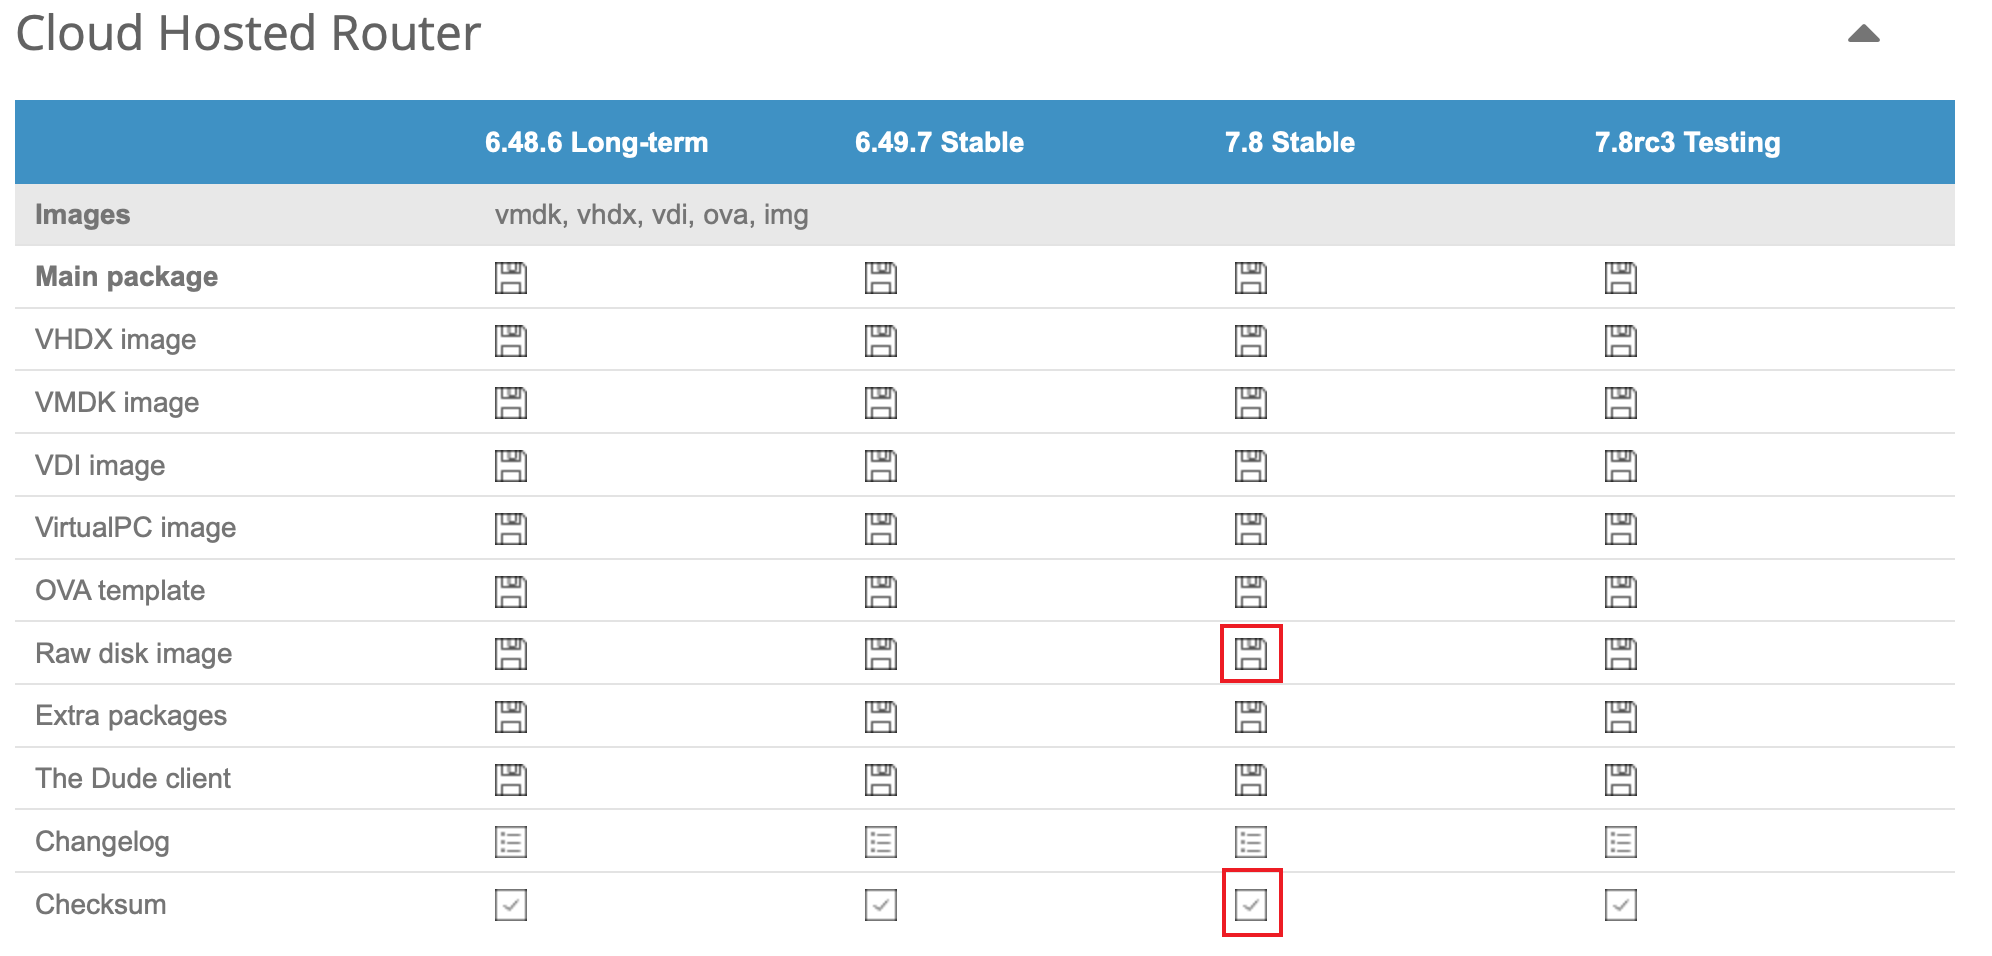 Cloud Hosted Router
6.48.6 Long-term 6.49.7 Stable 7.8 Stable 7.8rc3 Testing
Images vmdk, vhdx, vdi, ova, img
Main package
VHDX image
VMDK image
VDI image
VirtualPC image
OVA template
Raw disk image
Extra packages
The Dude client
Changelog
Checksum